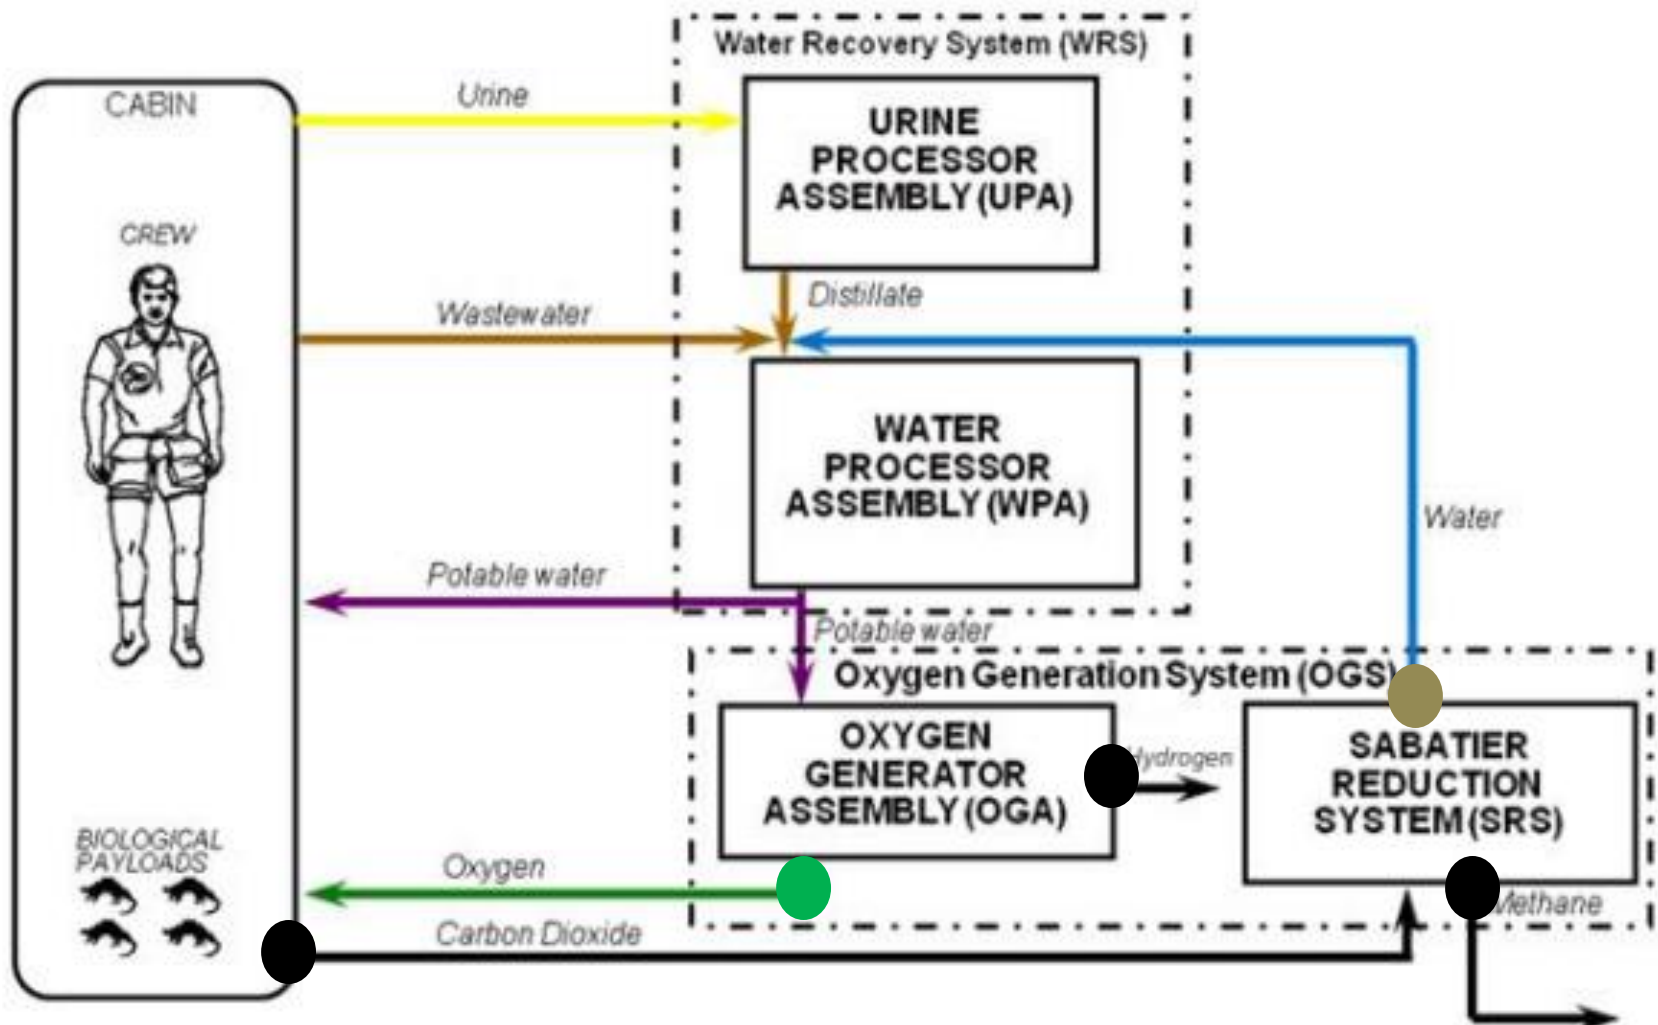 Water Recovery System (WRS)
CABIN
Urine
URINE
PROCESSOR
ASSEMBLY (UPA)
CREW
Distillate
Wastewater
WATER
PROCESSOR
ASSEMBLY (WPA)
Water
Potable water
Potable water
Oxygen Generation System (OGS)
OXYGEN
GENERATOR
ASSEMBLY (OGA)
Hydrogen
SABATIER
REDUCTION
SYSTEM (SRS)
BIOLOGICAL
PAYLOADS
Oxygen
Methane
Carbon Dioxide